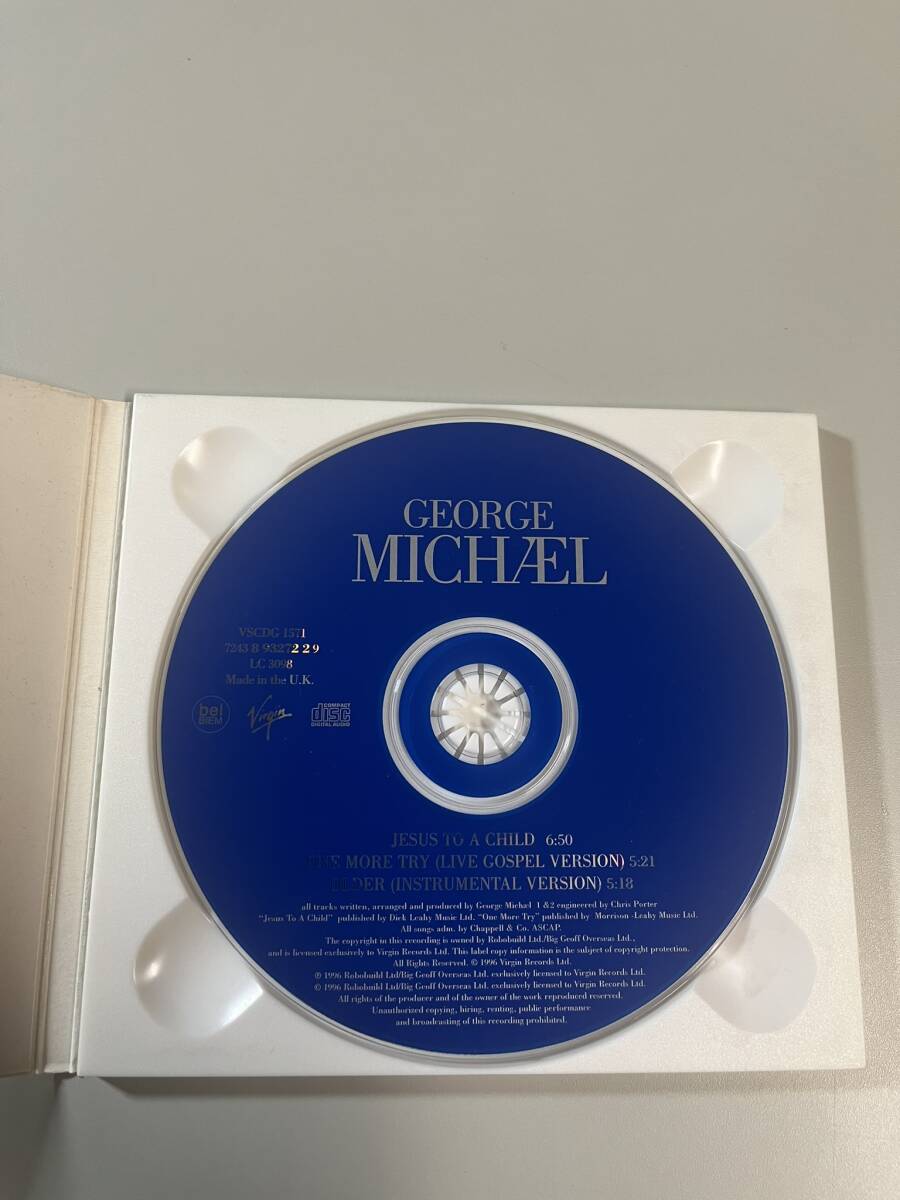 GEORGE
MICHÆL
VSCDG 1571
7243 8 93272 2 9
LC 3098
Made in the U.K.
bel
BIEM
Virgin
COMPACT
disc
DIGITAL AUDIO
JESUS TO A CHILD 6:50
ONE MORE TRY (LIVE GOSPEL VERSION) 5:21
OLDER (INSTRUMENTAL VERSION) 5:18
all tracks written, arranged and produced by George Michæl 1 &2 engineered by Chris Porter
"Jesus To A Child" published by Dick Leahy Music Ltd. "One More Try" published by Morrison -Leahy Music Ltd.
All songs adm. by Chappell & Co. ASCAP.
The copyright in this recording is owned by Robobuild Ltd/Big Geoff Overseas Ltd.,
and is licensed exclusively to Virgin Records Ltd. This label copy information is the subject of copyright protection.
All Rights Reserved. © 1996 Virgin Records Ltd.
℗ 1996 Robobuild Ltd/Big Geoff Overseas Ltd. exclusively licensed to Virgin Records Ltd.
© 1996 Robobuild Ltd/Big Geoff Overseas Ltd. exclusively licensed to Virgin Records Ltd.
All rights of the producer and of the owner of the work reproduced reserved.
Unauthorized copying, hiring, renting, public performance
and broadcasting of this recording prohibited.